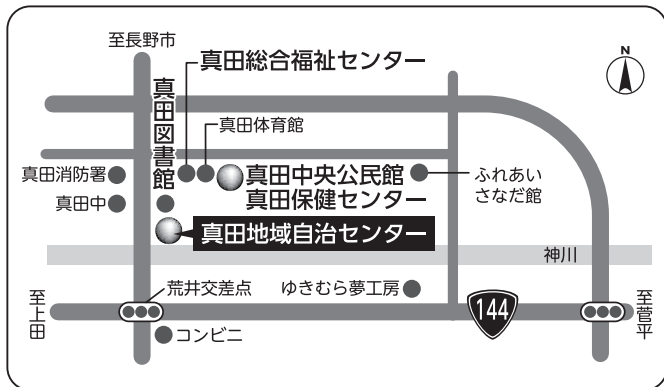 至長野市
N
真田総合福祉センター
真田図書館
真田体育館
真田消防署
真田中央公民館
真田保健センター
ふれあい
さなだ館
真田中
真田地域自治センター
神川
至上田
荒井交差点
ゆきむら夢工房
144
至菅平
コンビニ